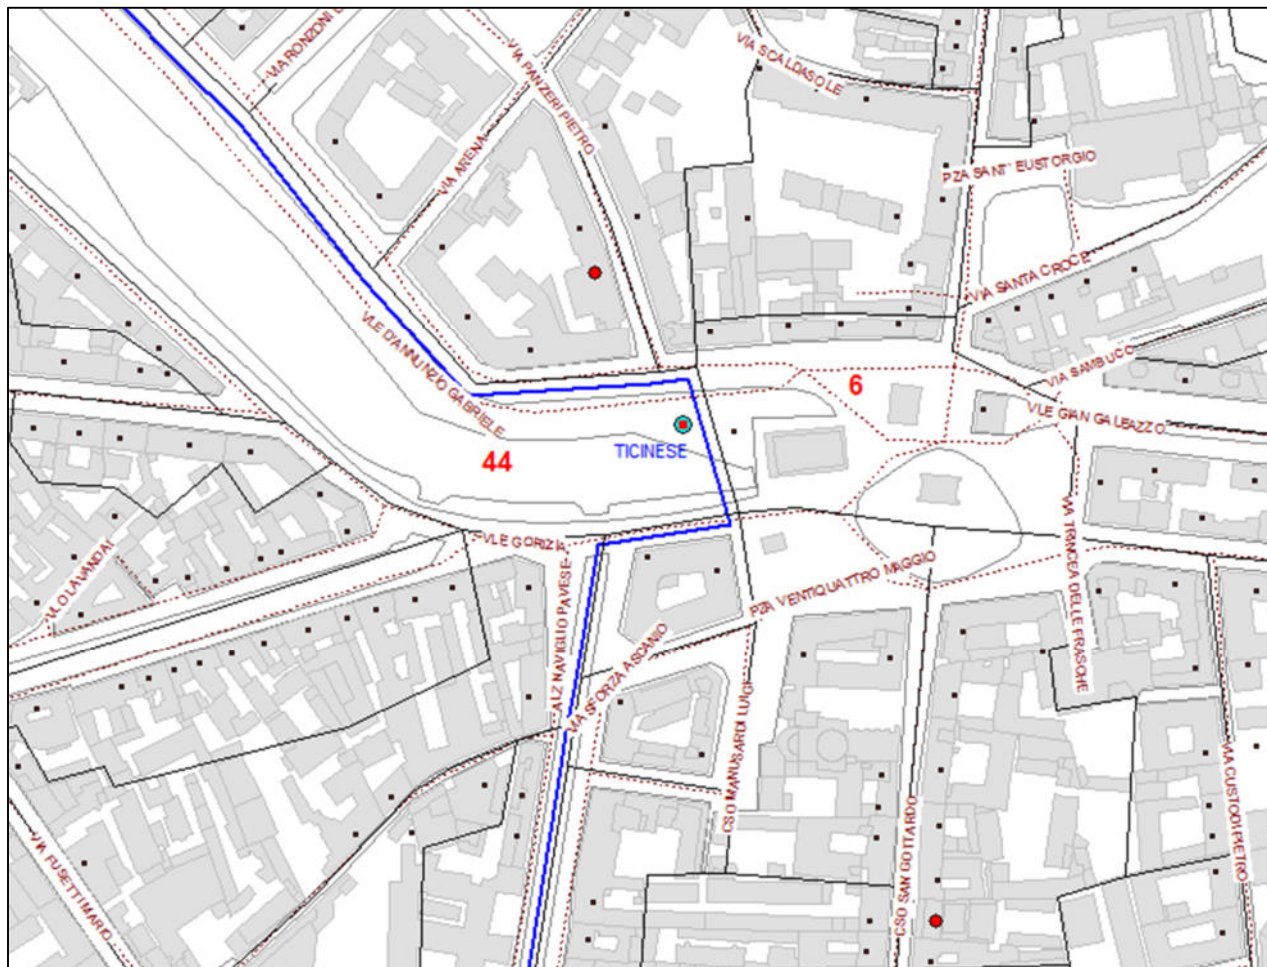 VIA RONZONI
VIA PANZERI PIETRO
VIA SCALDASOLE
VIA ARENA
PZA SANT' EUSTORGIO
VIA SANTA CROCE
VLE D'ANNUNZIO GABRIELE
VIA SAMBUCO
6
VLE GIAN GALEAZZO
44
TICINESE
VLE GORIZIA
VLO LAVANDAI
ALZ NAVIGLIO PAVESE
PZA VENTIQUATTRO MAGGIO
VIA TRINCEA DELLE FRASCHE
VIA SFORZA ASCANIO
CSO MANUSARDI LUIGI
CSO SAN GOTTARDO
VIA CUSTODI PIETRO
VIA FUSETTI MARIO